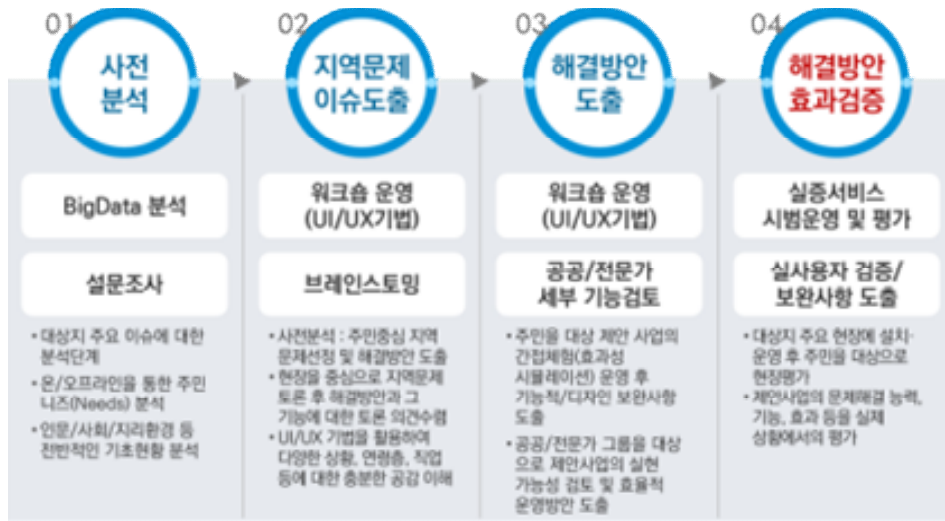 01
사전
분석
BigData 분석
설문조사
• 대상지 주요 이슈에 대한
분석단계
• 온/오프라인을 통한 주민
니즈(Needs) 분석
• 인문/사회/지리환경 등
전반적인 기초현황 분석
02
지역문제
이슈도출
워크숍 운영
(UI/UX기법)
브레인스토밍
• 사전분석 : 주민중심 지역
문제선정 및 해결방안 도출
• 현장을 중심으로 지역문제
토론 후 해결방안과 그
기능에 대한 토론 의견수렴
• UI/UX 기법을 활용하여
다양한 상황, 연령층, 직업
등에 대한 충분한 공감 이해
03
해결방안
도출
워크숍 운영
(UI/UX기법)
공공/전문가
세부 기능검토
• 주민을 대상 제안 사업의
간접체험(효과성
시뮬레이션) 운영 후
기능적/디자인 보완사항
도출
• 공공/전문가 그룹을 대상
으로 제안사업의 실현
가능성 검토 및 효율적
운영방안 도출
04
해결방안
효과검증
실증서비스
시범운영 및 평가
실사용자 검증/
보완사항 도출
• 대상지 주요 현장에 설치·
운영 후 주민을 대상으로
현장평가
• 제안사업의 문제해결 능력,
기능, 효과 등을 실제
상황에서의 평가